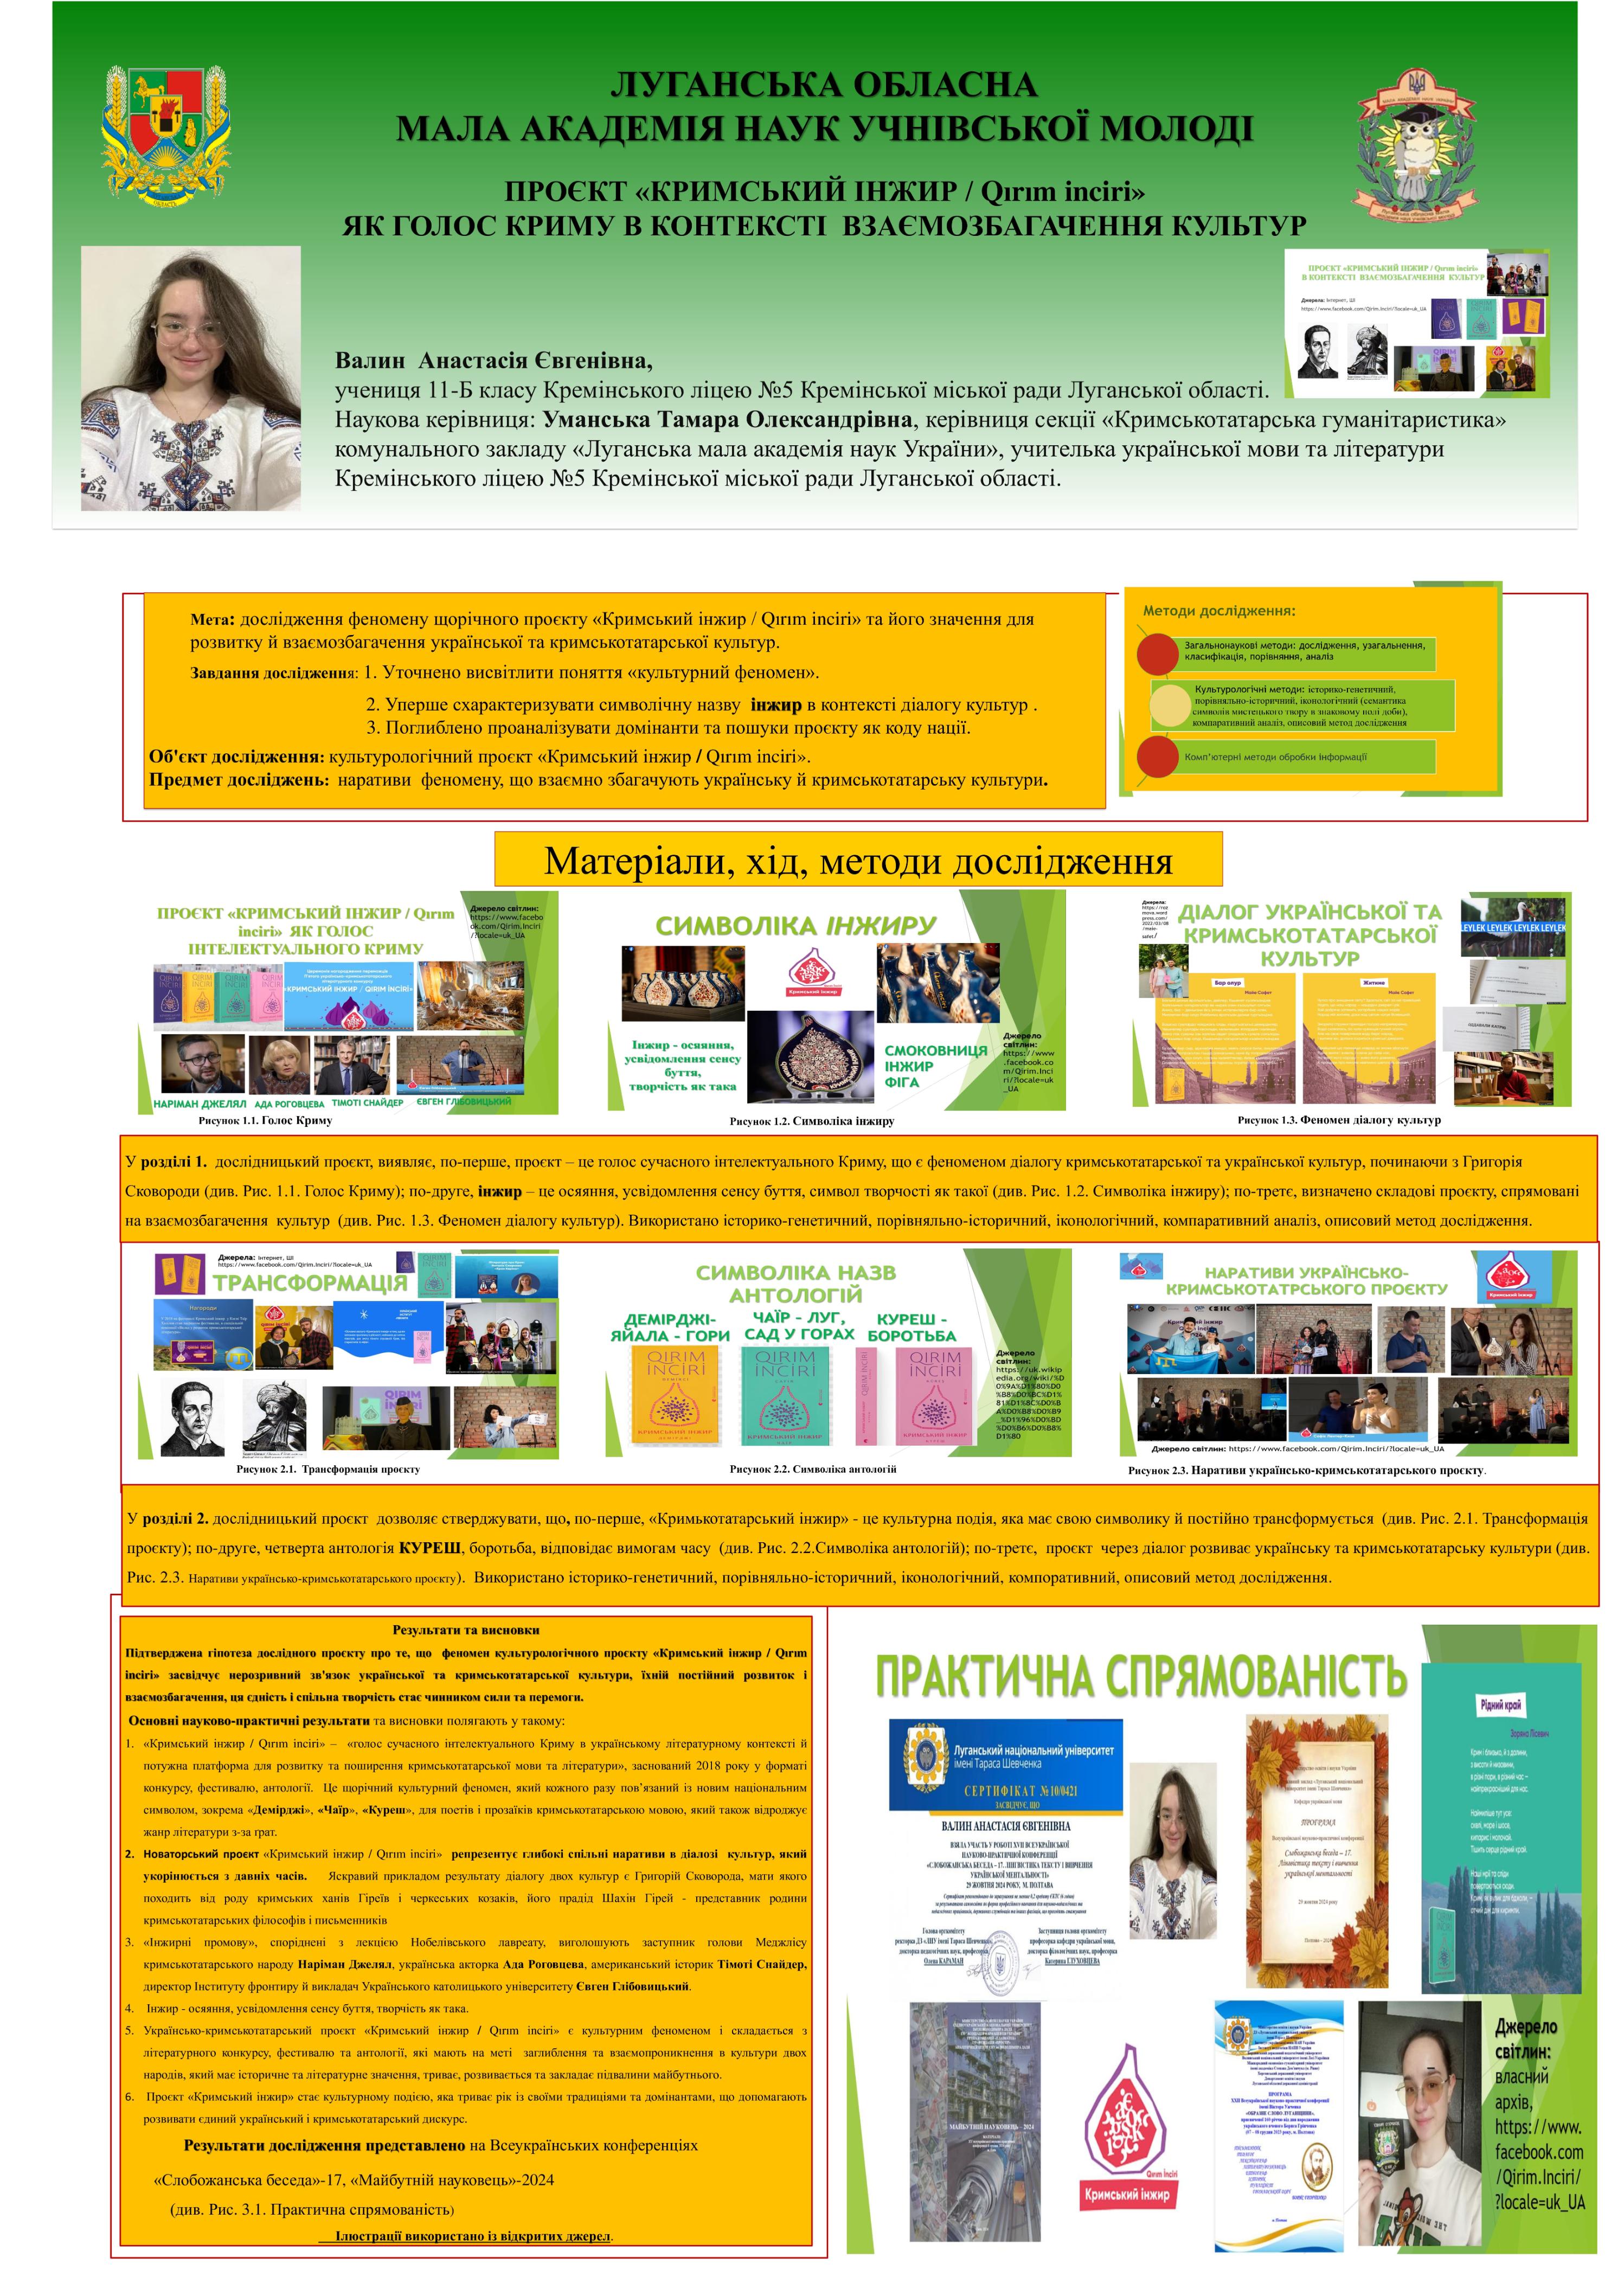 ЛУГАНСЬКА ОБЛАСНА
МАЛА АКАДЕМІЯ НАУК УЧНІВСЬКОЇ МОЛОДІ
ПРОЄКТ «КРИМСЬКИЙ ІНЖИР / Qırım inciri»
ЯК ГОЛОС КРИМУ В КОНТЕКСТІ ВЗАЄМОЗБАГАЧЕННЯ КУЛЬТУР
ПРОЄКТ «КРИМСЬКИЙ ІНЖИР / Qırım inciri»
В КОНТЕКСТІ ВЗАЄМОЗБАГАЧЕННЯ КУЛЬТУР
Джерела: Інтернет, ШІ
https://www.facebook.com/Qirim.Inciri/?locale=uk_UA
Валин Анастасія Євгенівна,
учениця 11-Б класу Кремінського ліцею №5 Кремінської міської ради Луганської області.
Наукова керівниця: Уманська Тамара Олександрівна, керівниця секції «Кримськотатарська гуманітаристика»
комунального закладу «Луганська мала академія наук України», учителька української мови та літератури
Кремінського ліцею №5 Кремінської міської ради Луганської області.
Мета: дослідження феномену щорічного проєкту «Кримський інжир / Qırım inciri» та його значення для
розвитку й взаємозбагачення української та кримськотатарської культур.
Завдання дослідження: 1. Уточнено висвітлити поняття «культурний феномен».
2. Уперше схарактеризувати символічну назву інжир в контексті діалогу культур .
3. Поглиблено проаналізувати домінанти та пошуки проєкту як коду нації.
Об'єкт дослідження: культурологічний проєкт «Кримський інжир / Qırım inciri».
Предмет досліджень: наративи феномену, що взаємно збагачують українську й кримськотатарську культури.
Методи дослідження:
Загальнонаукові методи: дослідження, узагальнення,
класифікація, порівняння, аналіз
Культурологічні методи: історико-генетичний,
порівняльно-історичний, іконологічний (семантика
символів мистецького твору в знаковому полі доби),
компаративний аналіз, описовий метод дослідження
Комп’ютерні методи обробки інформації
Матеріали, хід, методи дослідження
ПРОЄКТ «КРИМСЬКИЙ ІНЖИР / Qırım
inciri» ЯК ГОЛОС
ІНТЕЛЕКТУАЛЬНОГО КРИМУ
Джерело світлин:
https://www.facebo
ok.com/Qirim.Inciri
/?locale=uk_UA
«КРИМСЬКИЙ ІНЖИР / QIRIM İNCİRİ»
НАРІМАН ДЖЕЛЯЛ АДА РОГОВЦЕВА ТІМОТІ СНАЙДЕР ЄВГЕН ГЛІБОВИЦЬКИЙ
Рисунок 1.1. Голос Криму
СИМВОЛІКА ІНЖИРУ
Кримський інжир
Інжир - осяяння,
усвідомлення сенсу
буття,
творчість як така
СМОКОВНИЦЯ
ІНЖИР
ФІГА
Джерело
світлин:
https://www
.facebook.co
m/Qirim.Inci
ri/?locale=uk
_UA
Рисунок 1.2. Символіка інжиру
ДІАЛОГ УКРАЇНСЬКОЇ ТА
КРИМСЬКОТАТАРСЬКОЇ
КУЛЬТУР
LEYLEK LEYLEK LEYLEK LEYLEK
Бар олур
Житиме
Рисунок 1.3. Феномен діалогу культур
У розділі 1. дослідницький проєкт, виявляє, по-перше, проєкт – це голос сучасного інтелектуального Криму, що є феноменом діалогу кримськотатарської та української культур, починаючи з Григорія
Сковороди (див. Рис. 1.1. Голос Криму); по-друге, інжир – це осяяння, усвідомлення сенсу буття, символ творчості як такої (див. Рис. 1.2. Символіка інжиру); по-третє, визначено складові проєкту, спрямовані
на взаємозбагачення культур (див. Рис. 1.3. Феномен діалогу культур). Використано історико-генетичний, порівняльно-історичний, іконологічний, компаративний аналіз, описовий метод дослідження.
Джерела: Інтернет, ШІ
https://www.facebook.com/Qirim.Inciri/?locale=uk_UA
ТРАНСФОРМАЦІЯ
Нагороди
Рисунок 2.1. Трансформація проєкту
СИМВОЛІКА НАЗВ
АНТОЛОГІЙ
ДЕМІРДЖІ-
ЯЙЛА - ГОРИ
ЧАЇР - ЛУГ,
САД У ГОРАХ
КУРЕШ -
БОРОТЬБА
QIRIM INCIRI
КРИМСЬКИЙ ІНЖИР
QIRIM INCIRI
КРИМСЬКИЙ ІНЖИР
QIRIM INCIRI
КРИМСЬКИЙ ІНЖИР
Джерело
світлин:
https://uk.wikip
edia.org/wiki/%D
0%9A%D1%80%D0
%B8%D0%BC%D1%
81%D1%8C%D0%B
A%D0%B8%D0%B9
_%D1%96%D0%BD
%D0%B6%D0%B8%
D1%80
Рисунок 2.2. Символіка антологій
НАРАТИВИ УКРАЇНСЬКО-
КРИМСЬКОТАТРСЬКОГО ПРОЄКТУ
Джерело світлин: https://www.facebook.com/Qirim.Inciri/?locale=uk_UA
Рисунок 2.3. Наративи українсько-кримськотатарського проєкту.
У розділі 2. дослідницький проєкт дозволяє стверджувати, що, по-перше, «Кримькотатарський інжир» - це культурна подія, яка має свою символику й постійно трансформується (див. Рис. 2.1. Трансформація
проєкту); по-друге, четверта антологія КУРЕШ, боротьба, відповідає вимогам часу (див. Рис. 2.2.Символіка антологій); по-третє, проєкт через діалог розвиває українську та кримськотатарську культури (див.
Рис. 2.3. Наративи українсько-кримськотатарського проєкту). Використано історико-генетичний, порівняльно-історичний, іконологічний, компоративний, описовий метод дослідження.
Результати та висновки
Підтверджена гіпотеза дослідного проєкту про те, що феномен культурологічного проєкту «Кримський інжир / Qırım
inciri» засвідчує нерозривний зв'язок української та кримськотатарської культури, їхній постійний розвиток і
взаємозбагачення, ця єдність і спільна творчість стає чинником сили та перемоги.
Основні науково-практичні результати та висновки полягають у такому:
1. «Кримський інжир / Qırım inciri» – «голос сучасного інтелектуального Криму в українському літературному контексті й
потужна платформа для розвитку та поширення кримськотатарської мови та літератури», заснований 2018 року у форматі
конкурсу, фестивалю, антології. Це щорічний культурний феномен, який кожного разу пов’язаний із новим національним
символом, зокрема «Демірджі», «Чаїр», «Куреш», для поетів і прозаїків кримськотатарською мовою, який також відроджує
жанр літератури з-за ґрат.
2. Новаторський проєкт «Кримський інжир / Qırım inciri» репрезентує глибокі спільні наративи в діалозі культур, який
укорінюється з давніх часів. Яскравий прикладом результату діалогу двох культур є Григорій Сковорода, мати якого
походить від роду кримських ханів Гіреїв і черкеських козаків, його прадід Шахін Гірей - представник родини
кримськотатарських філософів і письменників
3. «Інжирні промову», споріднені з лекцією Нобелівського лавреату, виголошують заступник голови Меджлісу
кримськотатарського народу Наріман Джелял, українська акторка Ада Роговцева, американський історик Тімоті Снайдер,
директор Інституту фронтиру й викладач Українського католицького університету Євген Глібовицький.
4. Інжир - осяяння, усвідомлення сенсу буття, творчість як така.
5. Українсько-кримськотатарський проєкт «Кримський інжир / Qırım inciri» є культурним феноменом і складається з
літературного конкурсу, фестивалю та антології, які мають на меті заглиблення та взаємопроникнення в культури двох
народів, який має історичне та літературне значення, триває, розвивається та закладає підвалини майбутнього.
6. Проєкт «Кримський інжир» стає культурному подією, яка триває рік із своїми традиціями та домінантами, що допомагають
розвивати єдиний український і кримськотатарський дискурс.
Результати дослідження представлено на Всеукраїнських конференціях
«Слобожанська беседа»-17, «Майбутній науковець»-2024
(див. Рис. 3.1. Практична спрямованість)
Ілюстрації використано із відкритих джерел.
ПРАКТИЧНА СПРЯМОВАНІСТЬ
Луганський національний університет
імені Тараса Шевченка
СЕРТИФІКАТ № 10/0421
ЗАСВІДЧУЄ, ЩО
ВАЛИН АНАСТАСІЯ ЄВГЕНІВНА
ВЗЯЛА УЧАСТЬ У РОБОТІ XVII ВСЕУКРАЇНСЬКОЇ
НАУКОВО-ПРАКТИЧНОЇ КОНФЕРЕНЦІЇ
«СЛОБОЖАНСЬКА БЕСЕДА – 17. ЛІНГВІСТИКА ТЕКСТУ І ВИВЧЕННЯ
УКРАЇНСЬКОЇ МЕНТАЛЬНОСТІ»
29 ЖОВТНЯ 2024 РОКУ, М. ПОЛТАВА
Олена КАРАМАН
Катерина ГЛУХОВЦЕВА
ПРОГРАМА
Слобожанська беседа – 17.
Лінгвістика тексту і вивчення
української ментальності
29 жовтня 2024 року
Рідний край
МАЙБУТНІЙ НАУКОВЕЦЬ – 2024
Qırım inciri
Кримський інжир
ПРОГРАМА
Джерело
світлин:
власний
архів,
https://www.
facebook.com
/Qirim.Inciri/
?locale=uk_UA